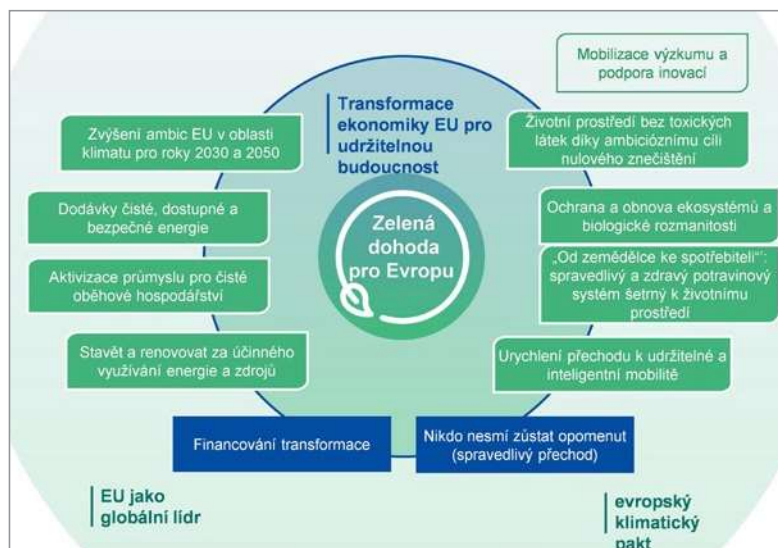 Mobilizace výzkumu a
podpora inovací
Transformace
ekonomiky EU pro
udržitelnou
budoucnost
Zvýšení ambic EU v oblasti
klimatu pro roky 2030 a 2050
Životní prostředí bez toxických
látek díky ambicióznímu cíli
nulového znečištění
Dodávky čisté, dostupné a
bezpečné energie
Zelená
dohoda
pro Evropu
Ochrana a obnova ekosystémů a
biologické rozmanitosti
Aktivizace průmyslu pro čisté
oběhové hospodářství
„Od zemědělce ke spotřebiteli“':
spravedlivý a zdravý potravinový
systém šetrný k životnímu
prostředí
Stavět a renovovat za účinného
využívání energie a zdrojů
Urychlení přechodu k udržitelné a
inteligentní mobilitě
Financování transformace
Nikdo nesmí zůstat opomenut
(spravedlivý přechod)
EU jako
globální lídr
evropský
klimatický
pakt